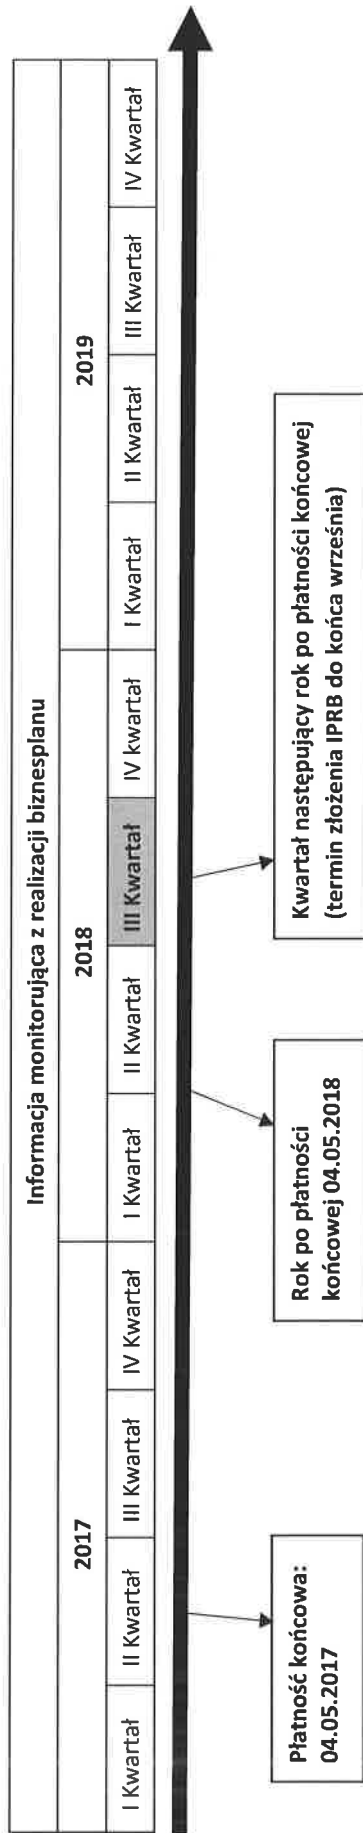 Informacja monitorująca z realizacji biznesplanu
2017
2018
2019
I Kwartał
II Kwartał
III Kwartał
IV Kwartał
I Kwartał
II Kwartał
III Kwartał
IV kwartał
I Kwartał
II Kwartał
III Kwartał
IV Kwartał
Płatność końcowa:
04.05.2017
Rok po płatności
końcowej 04.05.2018
Kwartał następujący rok po płatności końcowej
(termin złożenia IPRB do końca września)